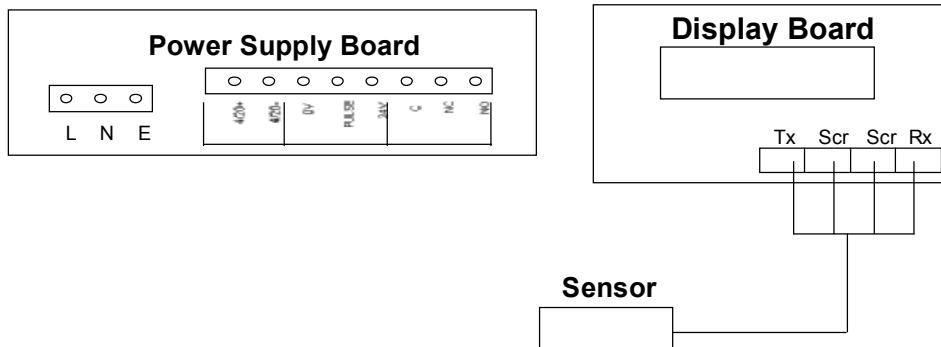 Power Supply Board
L N E
4/20+ 4/20- 0V PULSE 24V C NC NO
Display Board
Tx Scr Scr Rx
Sensor